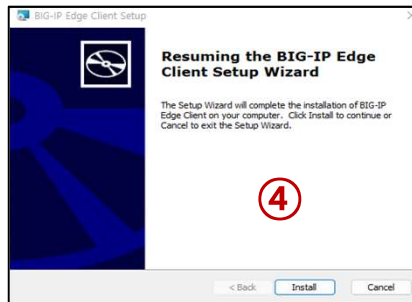 BIG-IP Edge Client Setup
Resuming the BIG-IP Edge
Client Setup Wizard
The Setup Wizard will complete the installation of BIG-IP
Edge Client on your computer. Click Install to continue or
Cancel to exit the Setup Wizard.
④
< Back Install Cancel